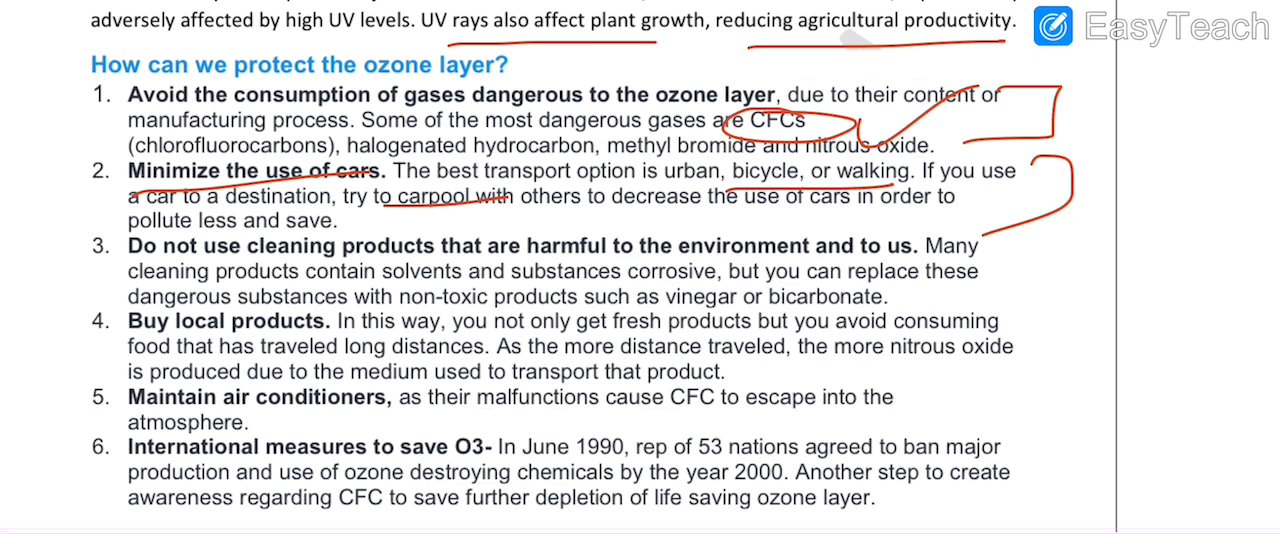 adversely affected by high UV levels. UV rays also affect plant growth, reducing agricultural productivity.
EasyTeach
How can we protect the ozone layer?
1. Avoid the consumption of gases dangerous to the ozone layer, due to their content or
manufacturing process. Some of the most dangerous gases are CFCs
(chlorofluorocarbons), halogenated hydrocarbon, methyl bromide and nitrous oxide.
2. Minimize the use of cars. The best transport option is urban, bicycle, or walking. If you use
a car to a destination, try to carpool with others to decrease the use of cars in order to
pollute less and save.
3. Do not use cleaning products that are harmful to the environment and to us. Many
cleaning products contain solvents and substances corrosive, but you can replace these
dangerous substances with non-toxic products such as vinegar or bicarbonate.
4. Buy local products. In this way, you not only get fresh products but you avoid consuming
food that has traveled long distances. As the more distance traveled, the more nitrous oxide
is produced due to the medium used to transport that product.
5. Maintain air conditioners, as their malfunctions cause CFC to escape into the
atmosphere.
6. International measures to save O3- In June 1990, rep of 53 nations agreed to ban major
production and use of ozone destroying chemicals by the year 2000. Another step to create
awareness regarding CFC to save further depletion of life saving ozone layer.